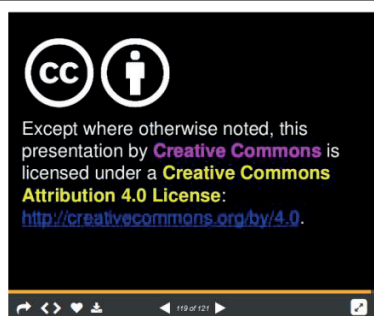 cc
Except where otherwise noted, this
presentation by Creative Commons is
licensed under a Creative Commons
Attribution 4.0 License:
http://creativecommons.org/by/4.0.
119 of 121